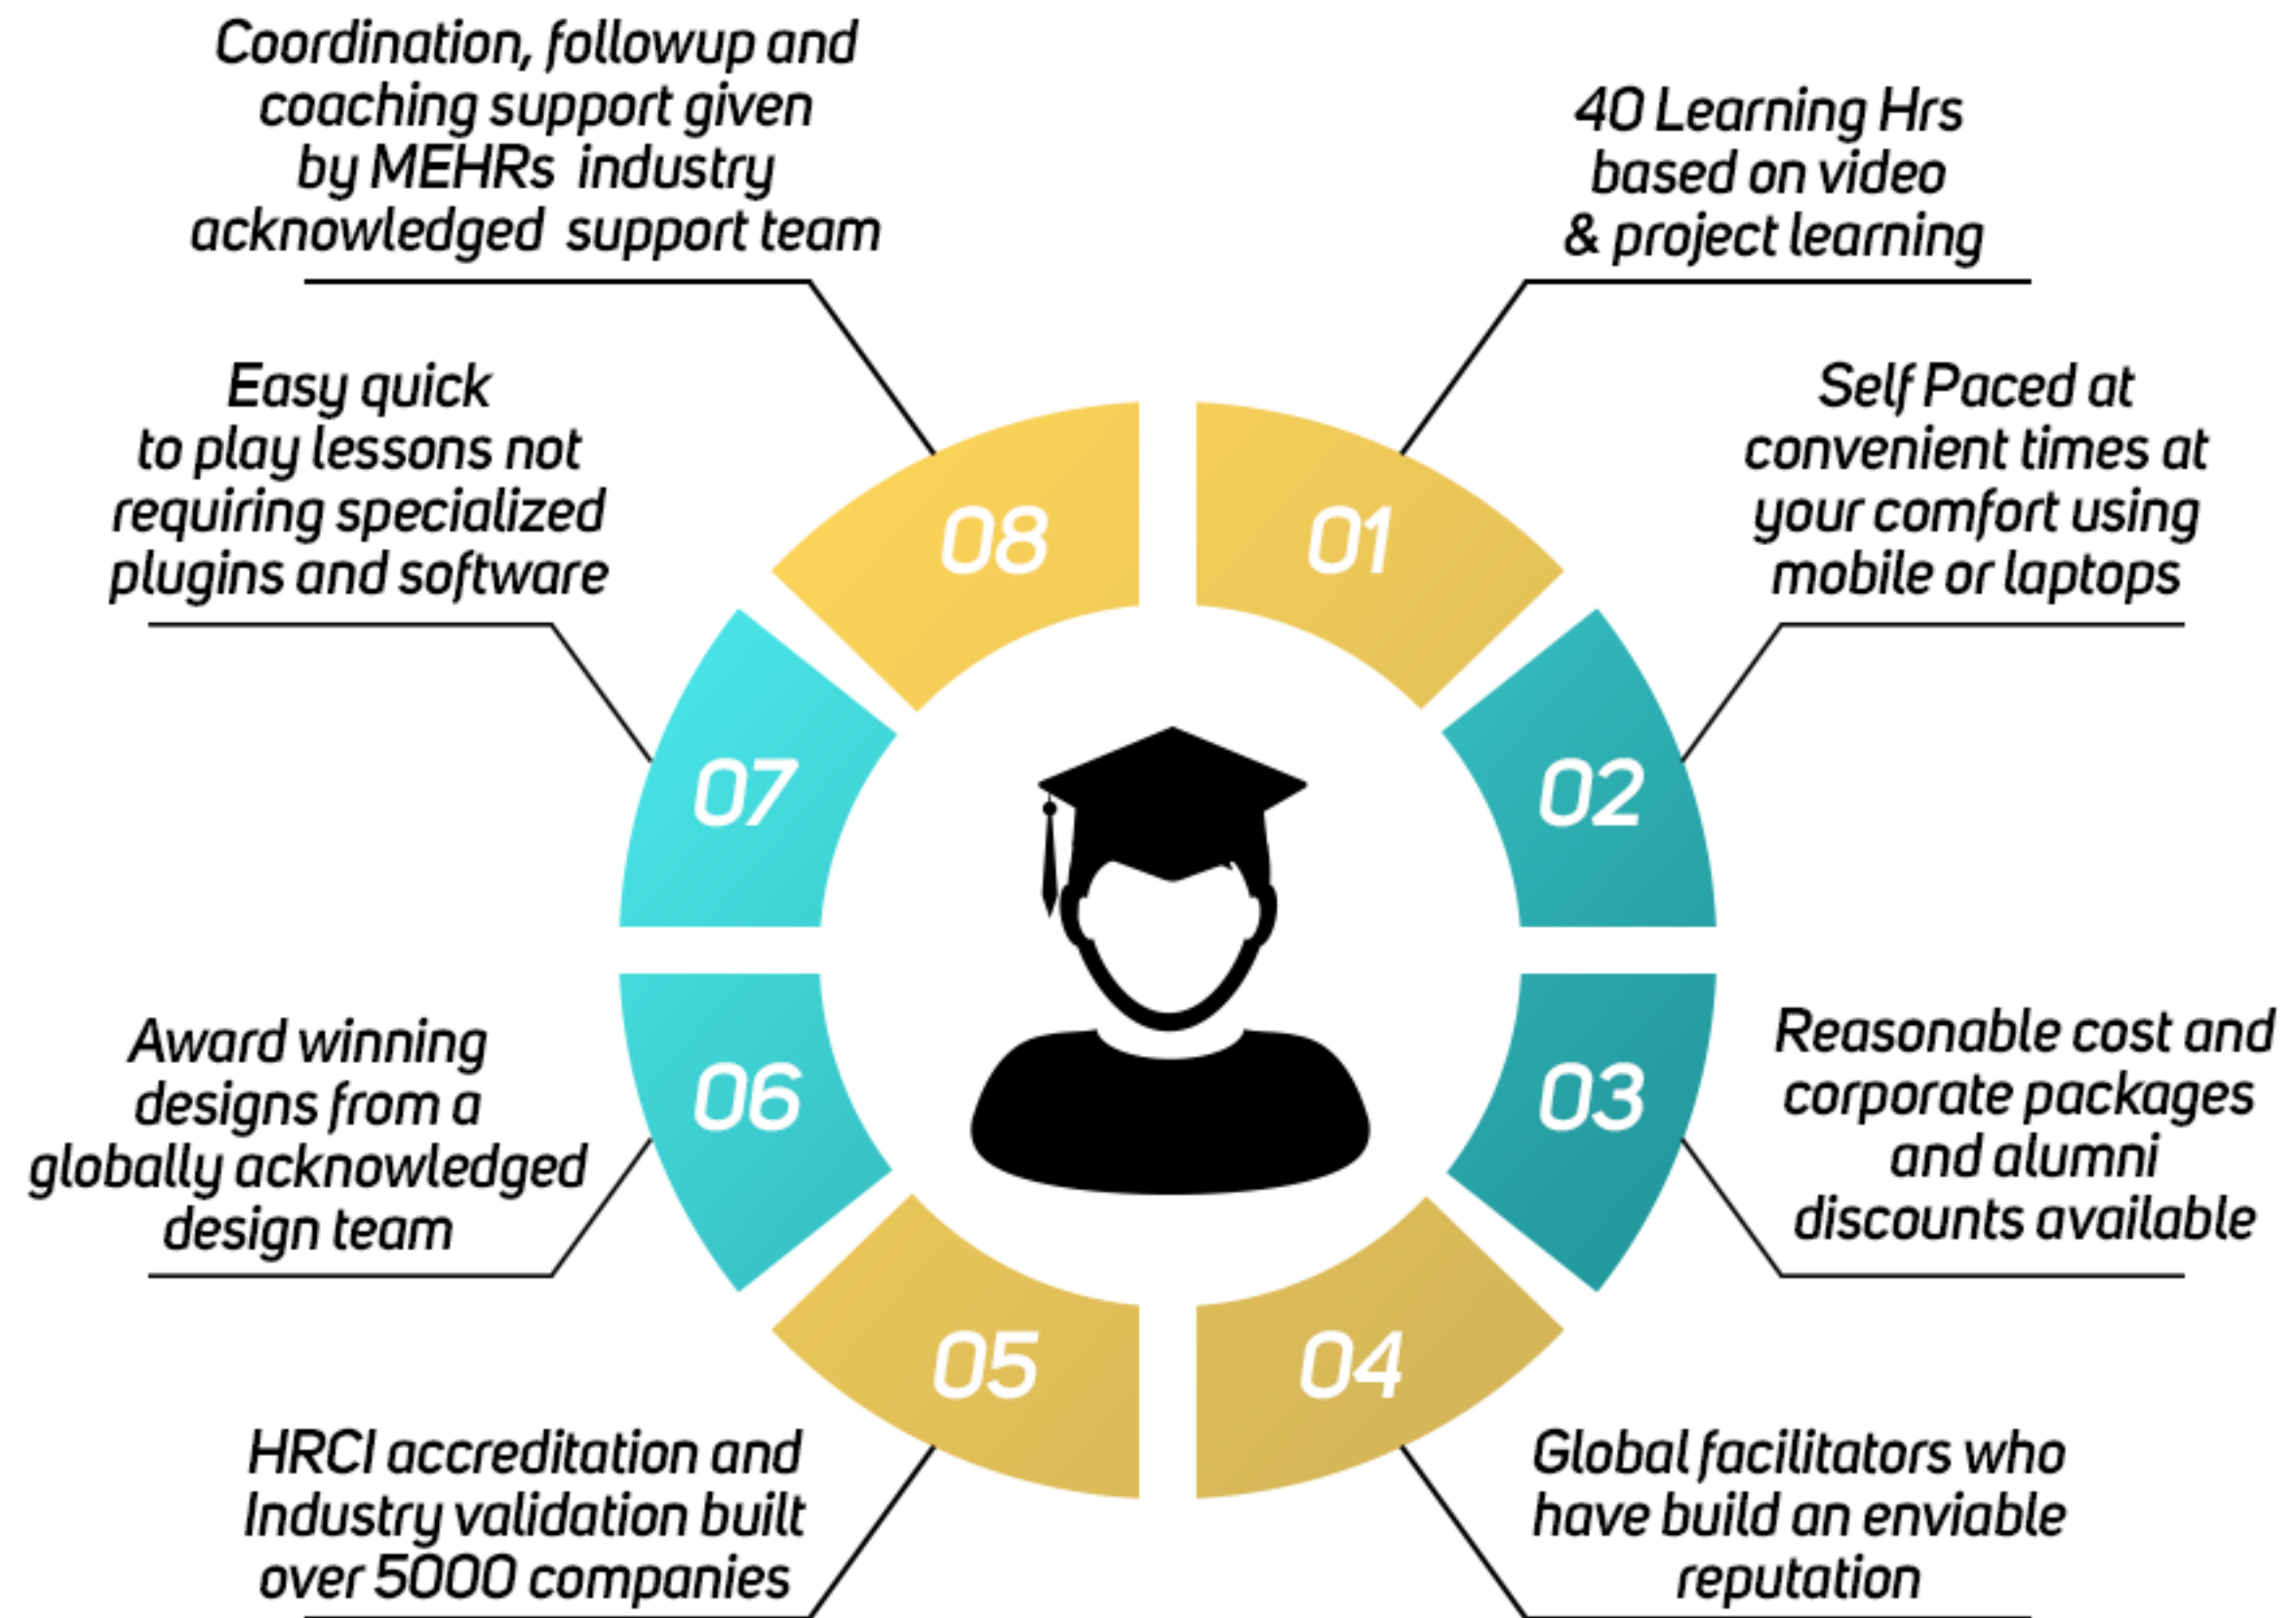 Coordination, followup and
coaching support given
by MEHRs industry
acknowledged support team
40 Learning Hrs
based on video
& project learning
Easy quick
to play lessons not
requiring specialized
plugins and software
Self Paced at
convenient times at
your comfort using
mobile or laptops
08
01
07
02
06
03
05
04
Award winning
designs from a
globally acknowledged
design team
Reasonable cost and
corporate packages
and alumni
discounts available
HRCI accreditation and
Industry validation built
over 5000 companies
Global facilitators who
have build an enviable
reputation